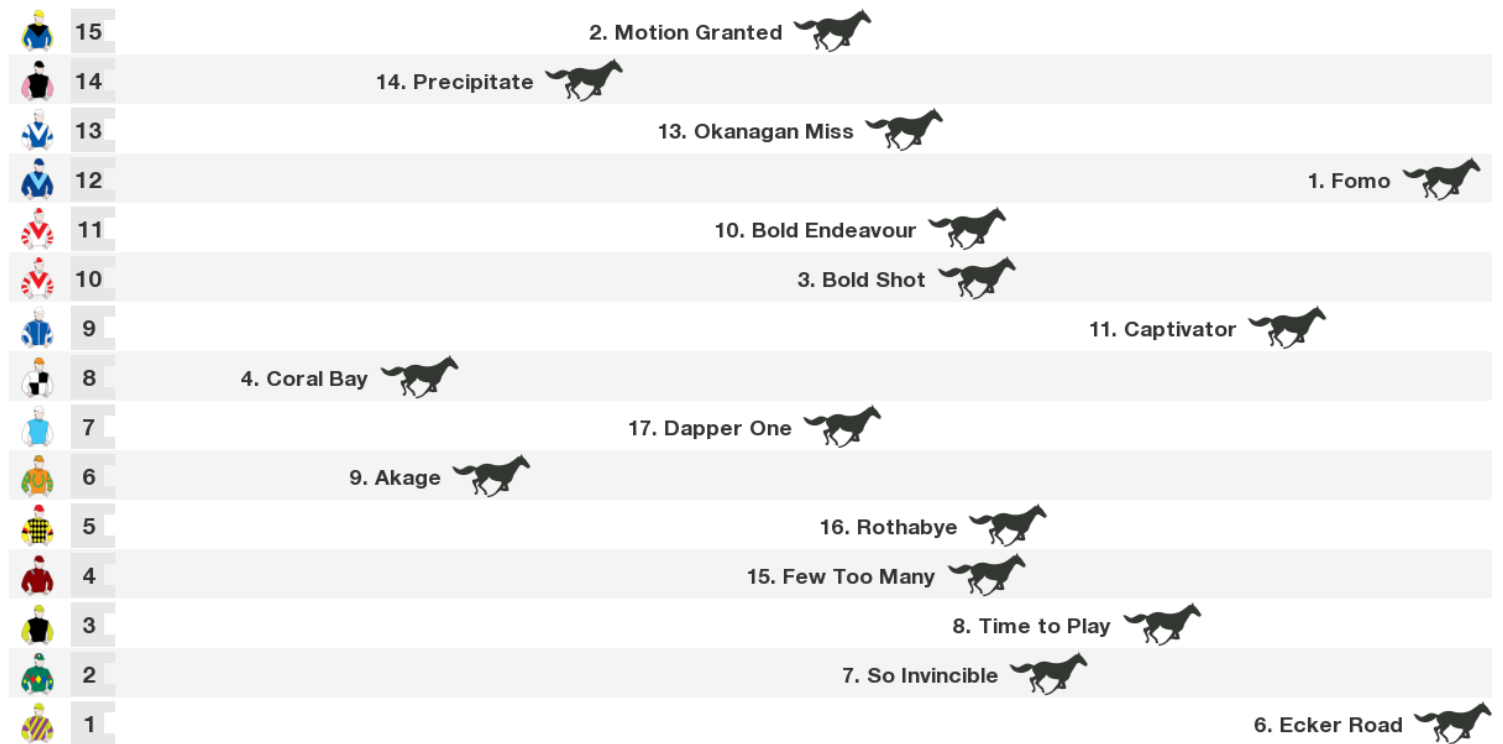 15 2. Motion Granted
14 14. Precipitate
13 13. Okanagan Miss
12 1. Fomo
11 10. Bold Endeavour
10 3. Bold Shot
9 11. Captivator
8 4. Coral Bay
7 17. Dapper One
6 9. Akage
5 16. Rothabye
4 15. Few Too Many
3 8. Time to Play
2 7. So Invincible
1 6. Ecker Road